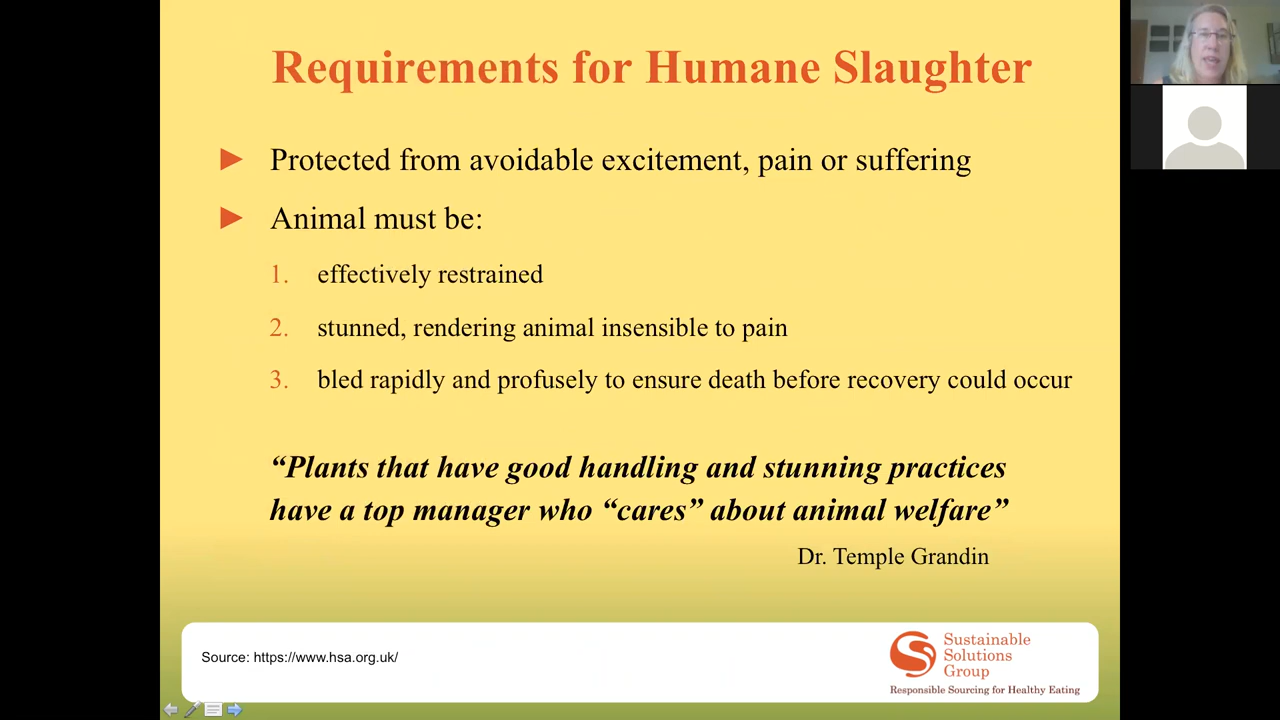 Requirements for Humane Slaughter
Protected from avoidable excitement, pain or suffering
Animal must be:
1. effectively restrained
2. stunned, rendering animal insensible to pain
3. bled rapidly and profusely to ensure death before recovery could occur
“Plants that have good handling and stunning practices
have a top manager who “cares” about animal welfare”
Dr. Temple Grandin
Source: https://www.hsa.org.uk/
Sustainable
Solutions
Group
Responsible Sourcing for Healthy Eating